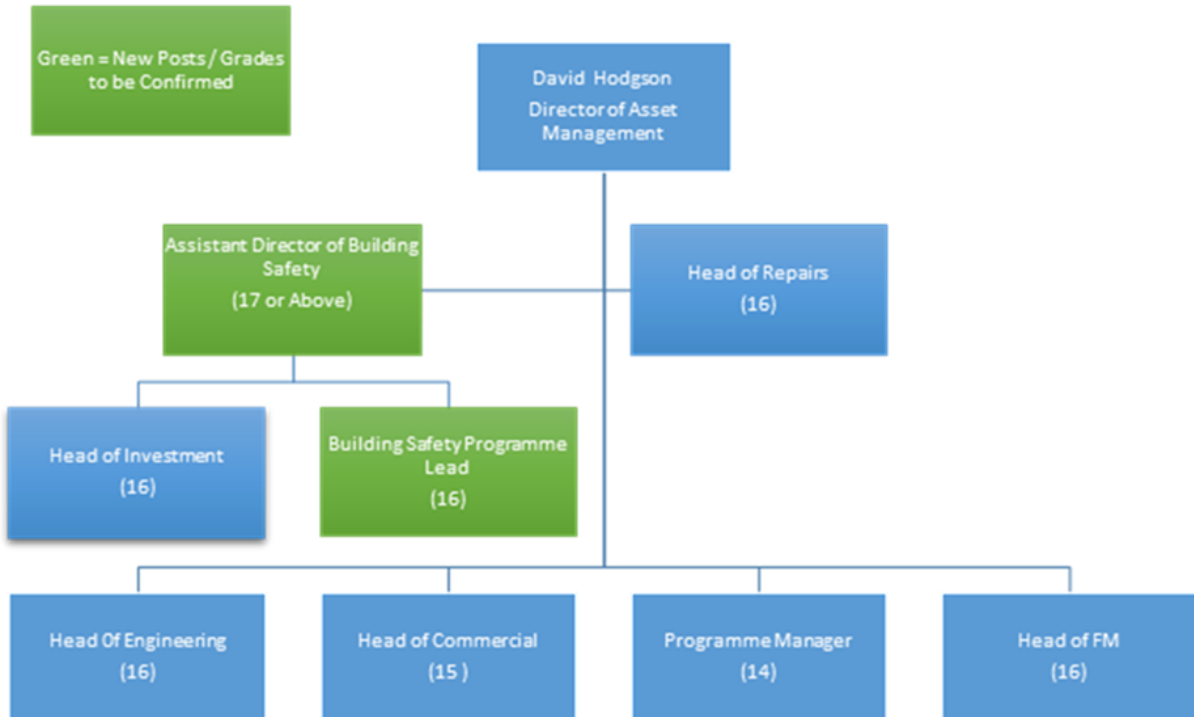 Green = New Posts / Grades
to be Confirmed
David Hodgson
Director of Asset
Management
Assistant Director of Building
Safety
(17 or Above)
Head of Repairs
(16)
Head of Investment
(16)
Building Safety Programme
Lead
(16)
Head Of Engineering
(16)
Head of Commercial
(15 )
Programme Manager
(14)
Head of FM
(16)